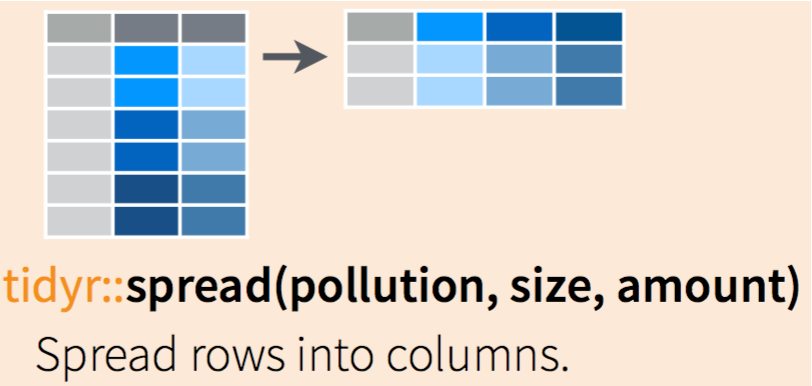 tidyr::spread(pollution, size, amount)
Spread rows into columns.